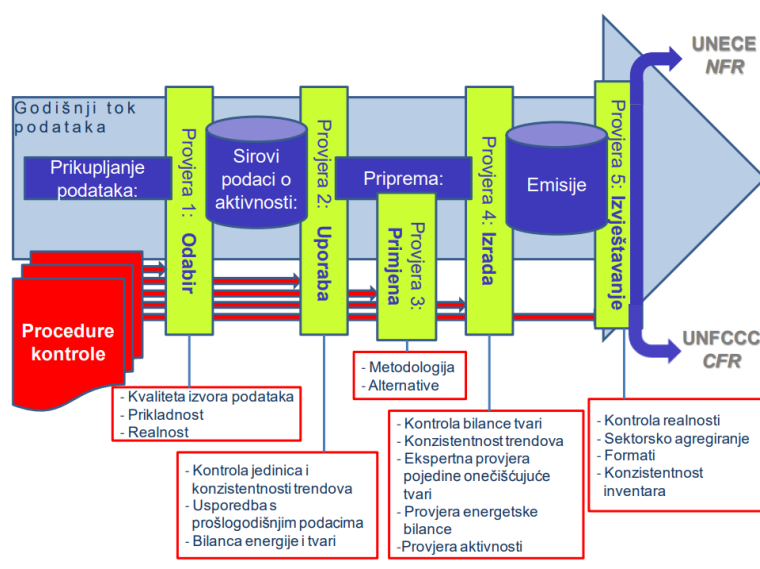 UNECE
NFR
Godišnji tok
podataka
Prikupljanje
podataka:
Provjera 1: Odabir
Sirovi
podaci o
aktivnosti:
Provjera 2: Uporaba
Priprema:
Provjera 3:
Primjena
Provjera 4: Izrada
Emisije
Provjera 5: Izvještavanje
Procedure
kontrole
UNFCCC
CFR
- Kvaliteta izvora podataka
- Prikladnost
- Realnost
- Kontrola jedinica i
konzistentnosti trendova
- Usporedba s
prošlogodišnjim podacima
- Bilanca energije i tvari
- Metodologija
- Alternative
- Kontrola bilance tvari
- Konzistentnost trendova
- Ekspertna provjera
pojedine onečišćujuće
tvari
- Provjera energetske
bilance
-Provjera aktivnosti
- Kontrola realnosti
- Sektorsko agregiranje
- Formati
- Konzistentnost
inventara